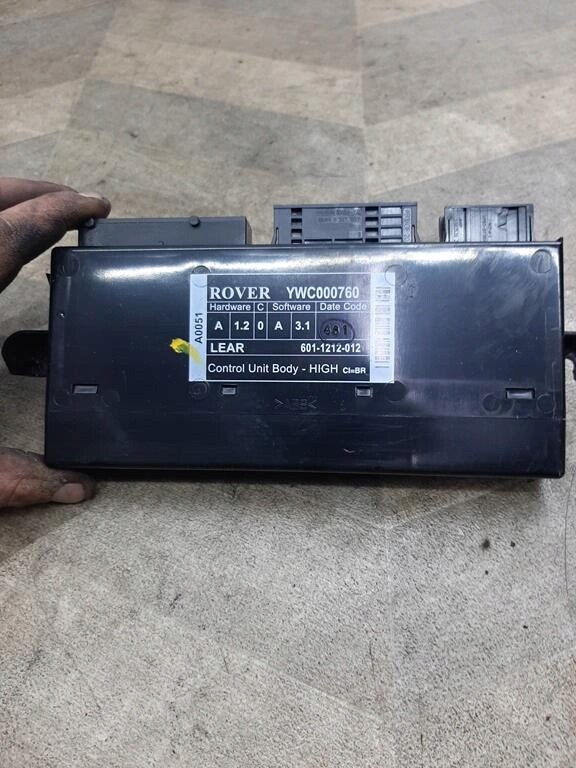 ROVER YWC000760
Hardware C Software Date Code
A 1.2 0 A 3.1
LEAR 601-1212-012
Control Unit Body - HIGH CI=BR
A0051
>ABS<